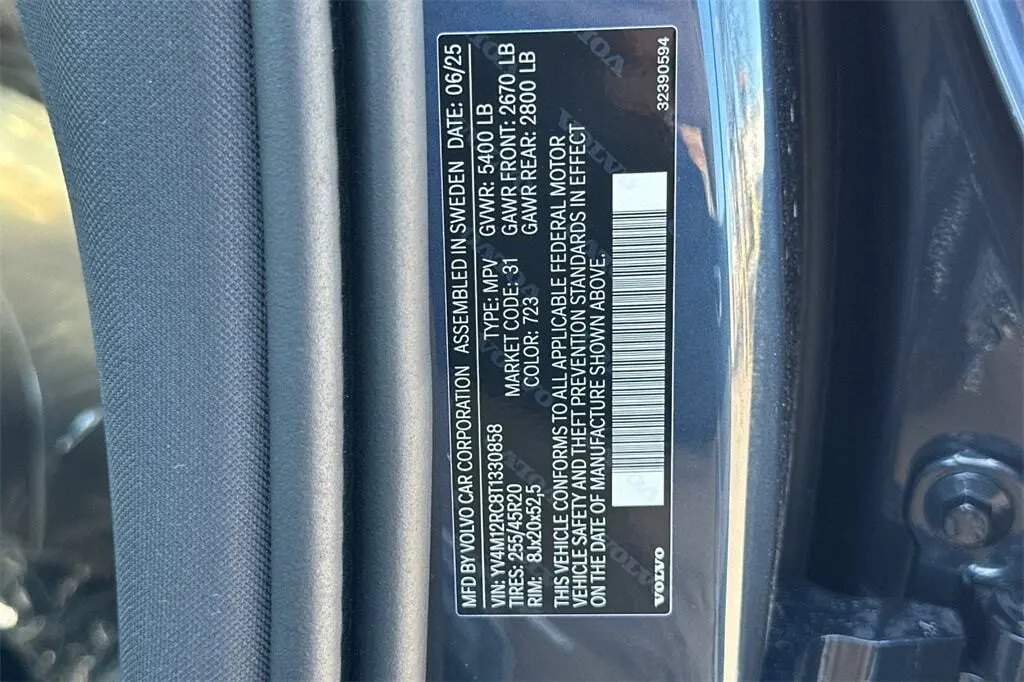 MFD BY VOLVO CAR CORPORATION ASSEMBLED IN SWEDEN DATE: 06/25
VIN: YV4M12RC8T1330858 TYPE: MPV GVWR: 5400 LB
TIRES: 255/45R20 MARKET CODE: 31 GAWR FRONT: 2670 LB
RIM: 8Jx20x52,5 COLOR: 723 GAWR REAR: 2800 LB
THIS VEHICLE CONFORMS TO ALL APPLICABLE FEDERAL MOTOR
VEHICLE SAFETY AND THEFT PREVENTION STANDARDS IN EFFECT
ON THE DATE OF MANUFACTURE SHOWN ABOVE.
VOLVO 32390594